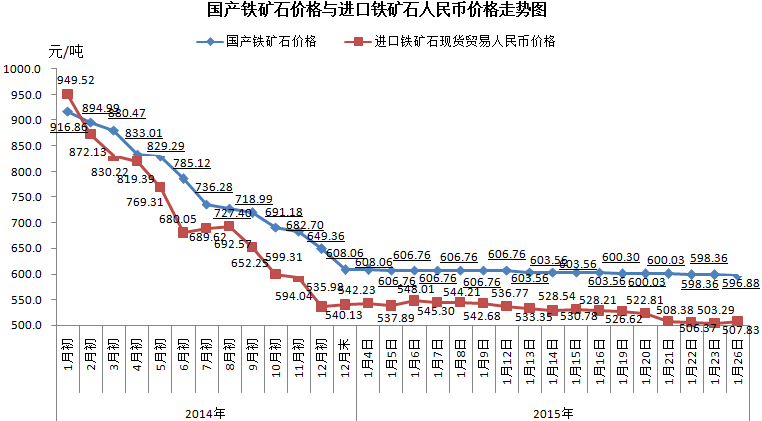 国产铁矿石价格与进口铁矿石人民币价格走势图
元/吨
国产铁矿石价格 进口铁矿石现货贸易人民币价格
1000.0
950.0
900.0
850.0
800.0
750.0
700.0
650.0
600.0
550.0
500.0
949.52
916.86
894.99
872.13
880.47
830.22
833.01
819.39
829.29
769.31
785.12
680.05
736.28
689.62
727.40
692.57
718.99
652.25
691.18
599.31
682.70
594.04
649.36
535.98
608.06
540.13
608.06
542.23
606.76
537.89
606.76
548.01
606.76
545.30
606.76
544.21
606.76
542.68
606.76
536.77
603.56
533.35
603.56
528.54
603.56
530.78
603.56
528.21
600.30
526.62
600.03
522.81
600.03
508.38
598.36
506.37
598.36
503.29
596.88
507.83
1月初
2月初
3月初
4月初
5月初
6月初
7月初
8月初
9月初
10月初
11月初
12月初
12月末
1月4日
1月5日
1月6日
1月7日
1月8日
1月9日
1月12日
1月13日
1月14日
1月15日
1月16日
1月19日
1月20日
1月21日
1月22日
1月23日
1月26日
2014年 2015年